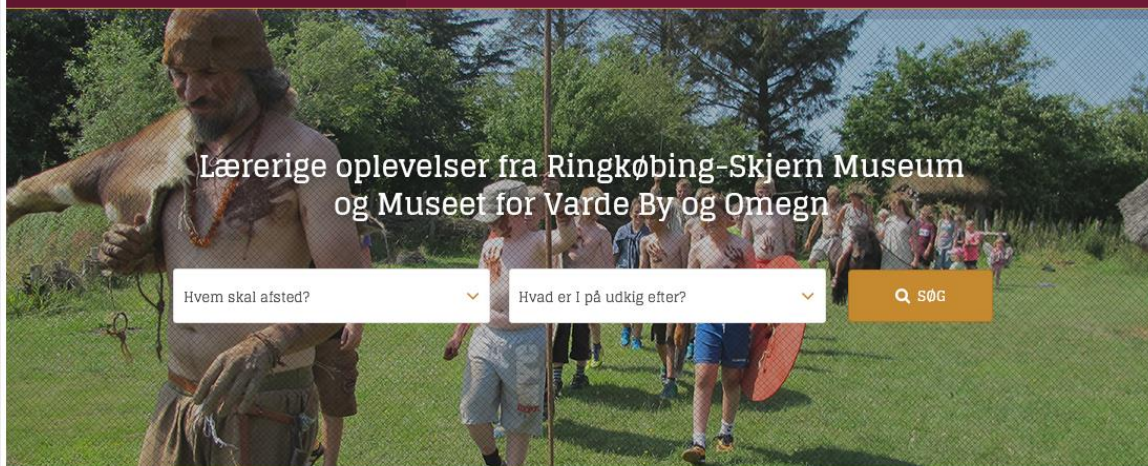 Lærerige oplevelser fra Ringkøbing-Skjern Museum
og Museet for Varde By og Omegn
Hvem skal afsted?
Hvad er I på udkig efter?
SØG